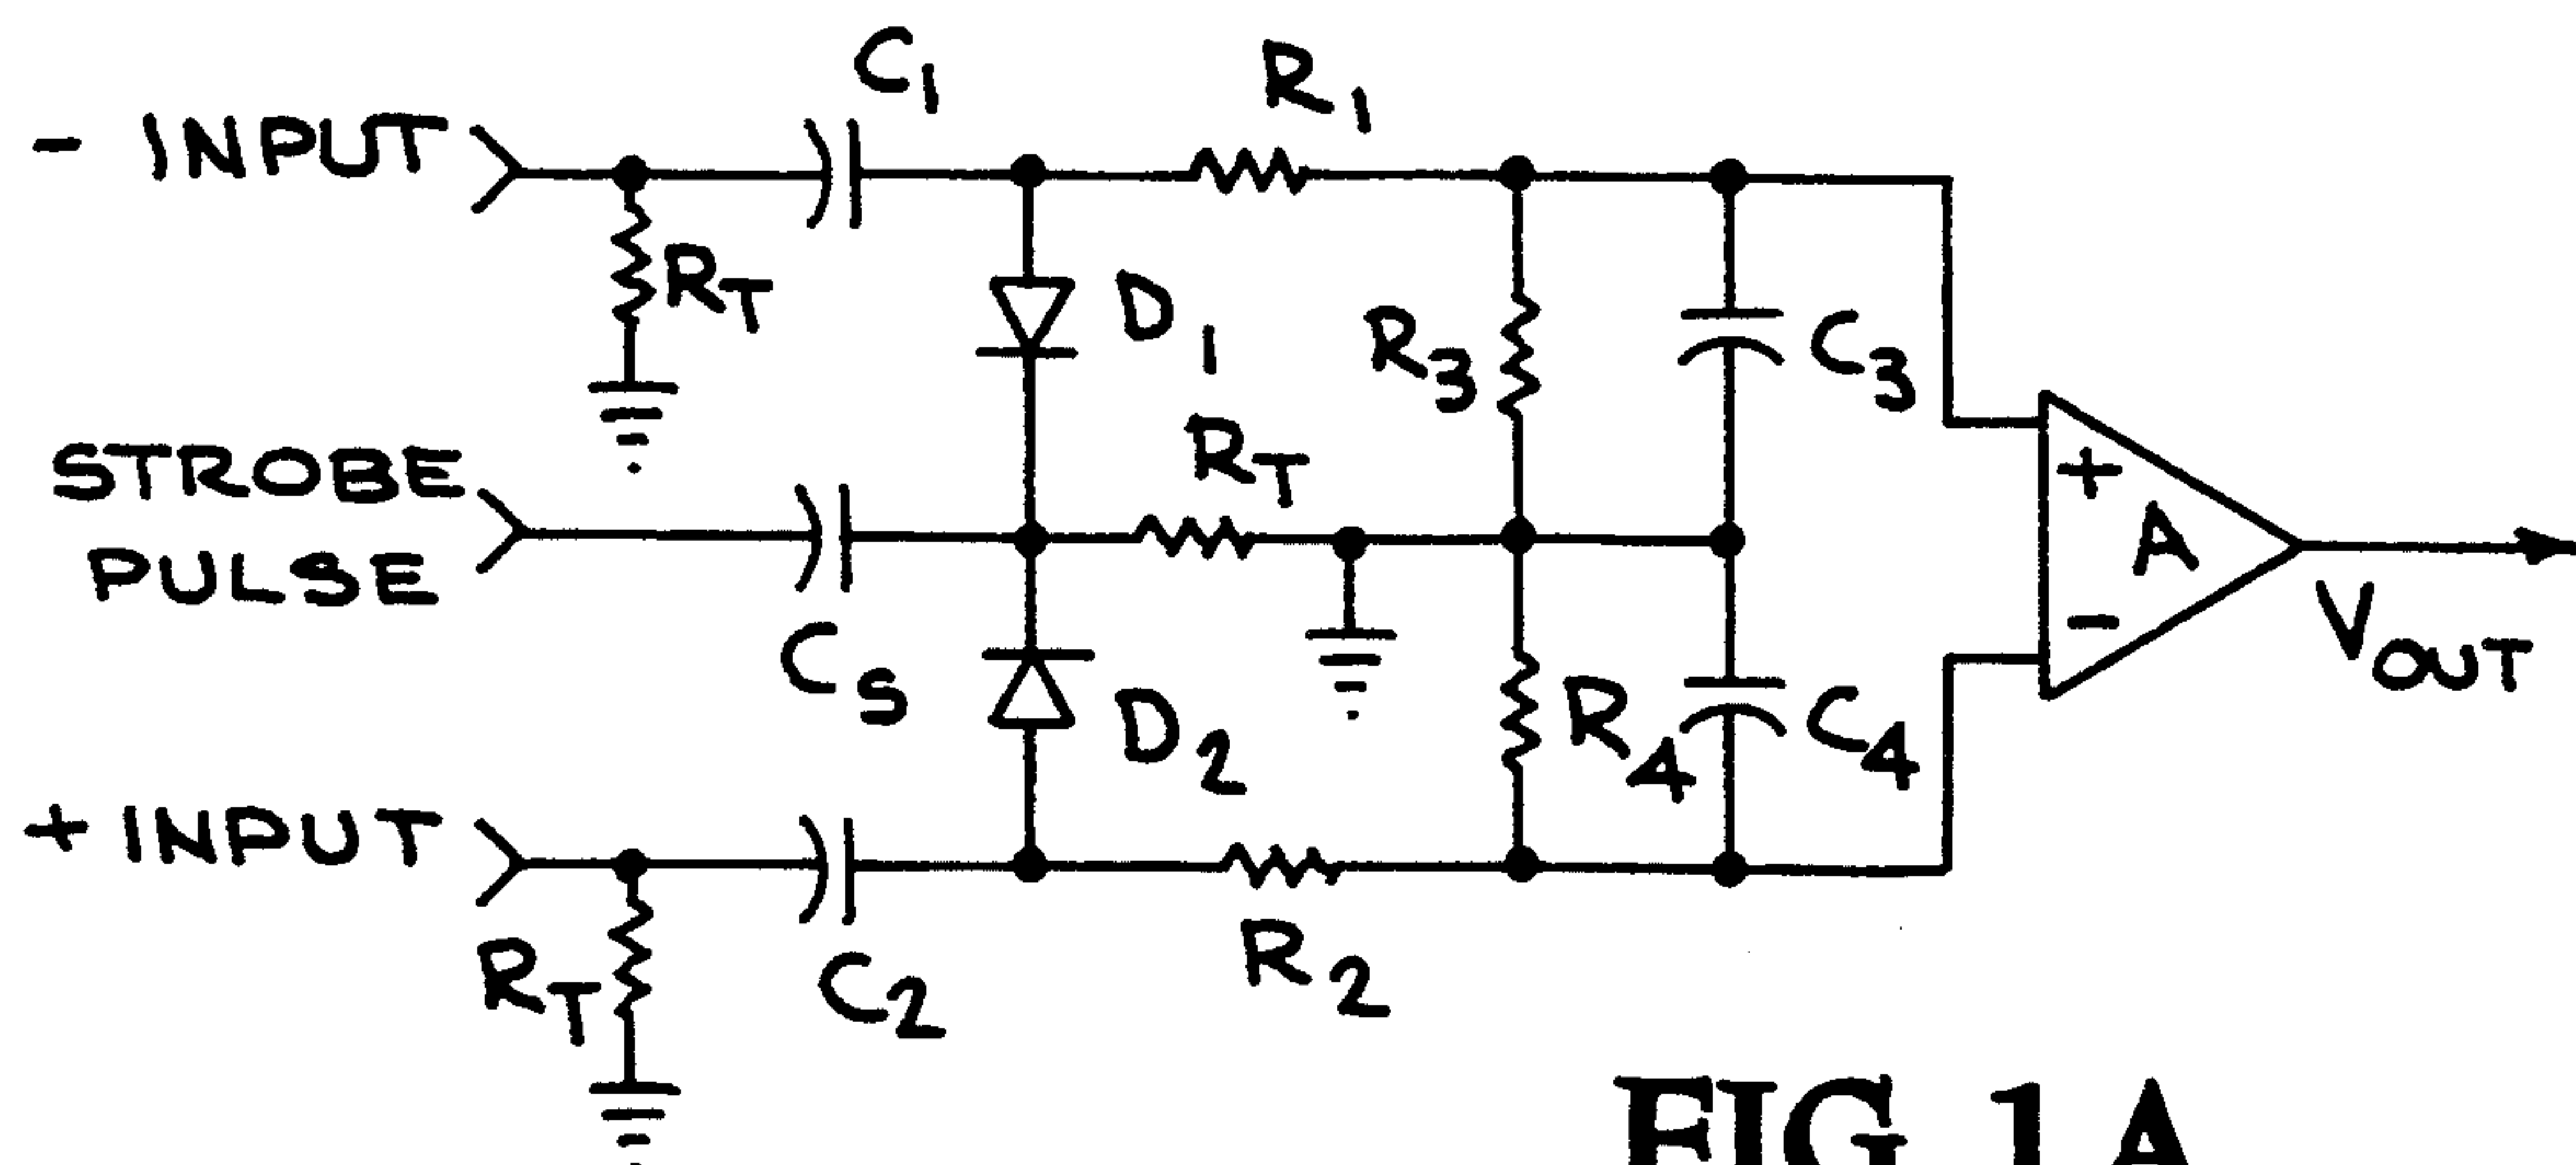 - INPUT
C1
R1
RT
D1
R3
C3
STROBE
PULSE
RT
CS
+
A
-
VOUT
D2
R4
C4
+ INPUT
RT
C2
R2
FIG 1A